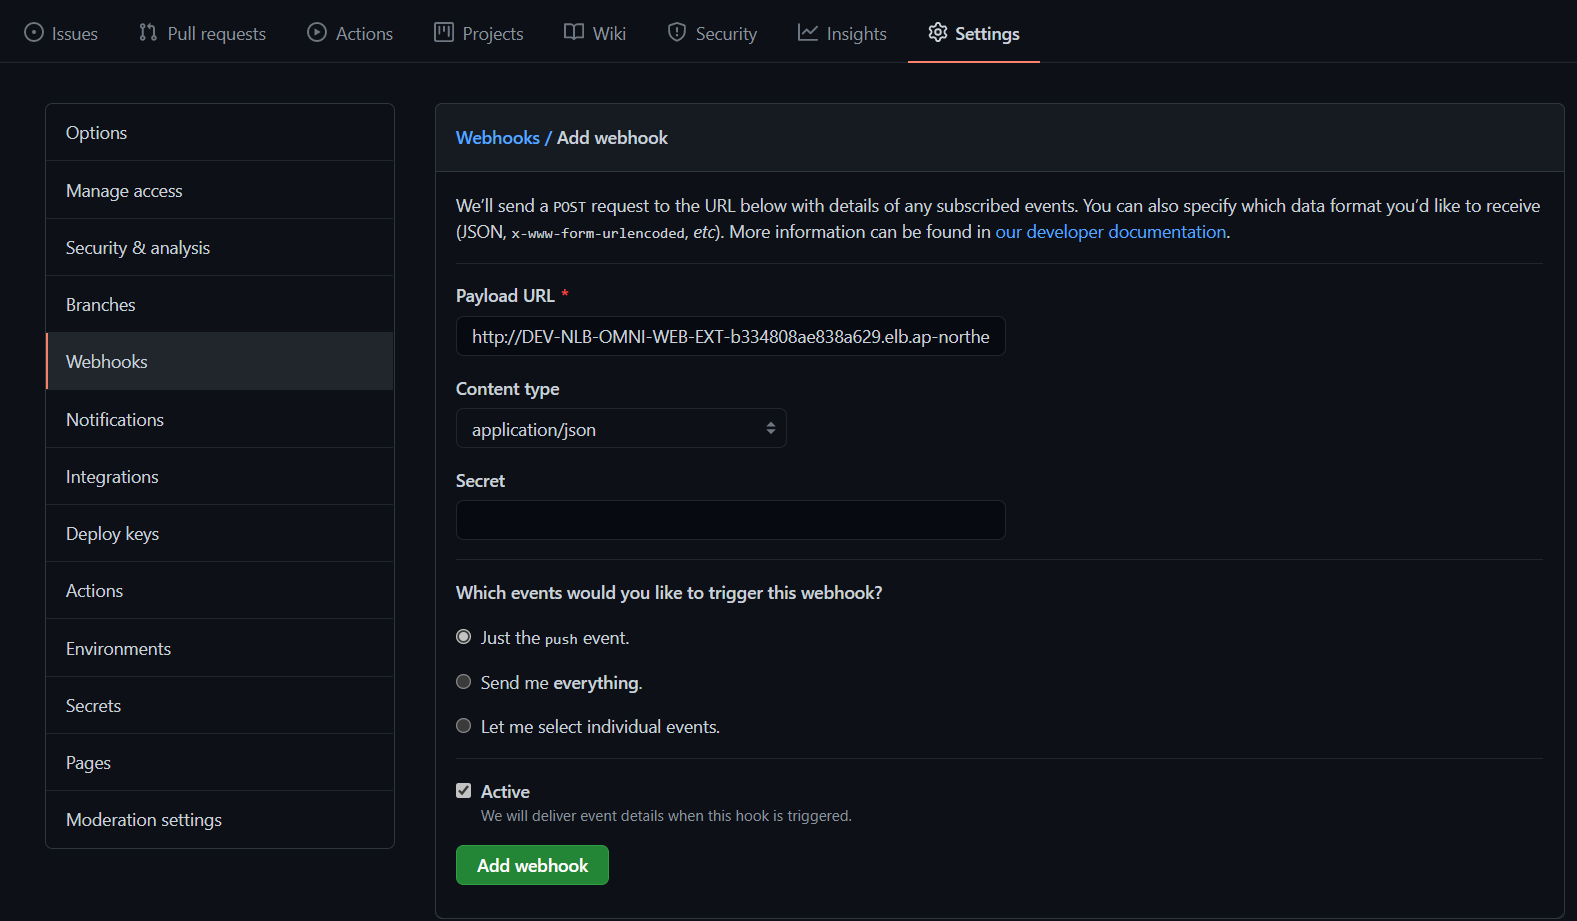 Issues
Pull requests
Actions
Projects
Wiki
Security
Insights
Settings
Options
Manage access
Security & analysis
Branches
Webhooks
Notifications
Integrations
Deploy keys
Actions
Environments
Secrets
Pages
Moderation settings
Webhooks / Add webhook
We’ll send a POST request to the URL below with details of any subscribed events. You can also specify which data format you’d like to receive
(JSON, x-www-form-urlencoded, etc). More information can be found in our developer documentation.
Payload URL *
http://DEV-NLB-OMNI-WEB-EXT-b334808ae838a629.elb.ap-northe
Content type
application/json
Secret
Which events would you like to trigger this webhook?
Just the push event.
Send me everything.
Let me select individual events.
Active
We will deliver event details when this hook is triggered.
Add webhook